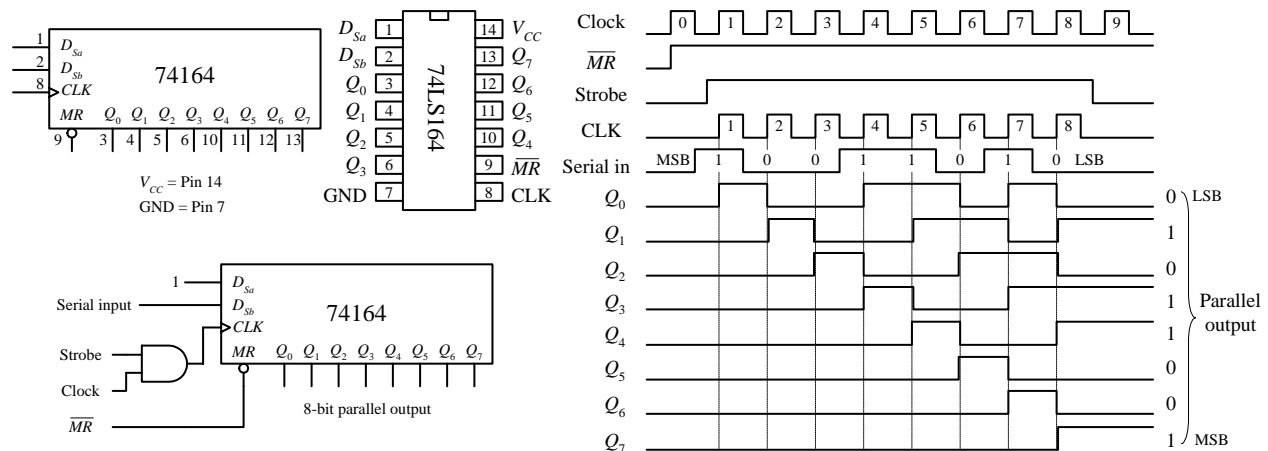 1 D_Sa
2 D_Sb
8 CLK
74164
MR Q_0 Q_1 Q_2 Q_3 Q_4 Q_5 Q_6 Q_7
9 3 4 5 6 10 11 12 13
V_CC = Pin 14
GND = Pin 7
D_Sa 1 14 V_CC
D_Sb 2 13 Q_7
Q_0 3 12 Q_6
Q_1 4 11 Q_5
Q_2 5 10 Q_4
Q_3 6 9 \overline{MR}
GND 7 8 CLK
74LS164
1 D_Sa
Serial input D_Sb
74164
CLK
Strobe
Clock
MR Q_0 Q_1 Q_2 Q_3 Q_4 Q_5 Q_6 Q_7
\overline{MR}
8-bit parallel output
Clock 0 1 2 3 4 5 6 7 8 9
\overline{MR}
Strobe
CLK 1 2 3 4 5 6 7 8
Serial in MSB 1 0 0 1 1 0 1 0 LSB
Q_0 0 LSB
Q_1 1
Q_2 0
Q_3 1
Q_4 1
Q_5 0
Q_6 0
Q_7 1 MSB
Parallel
output